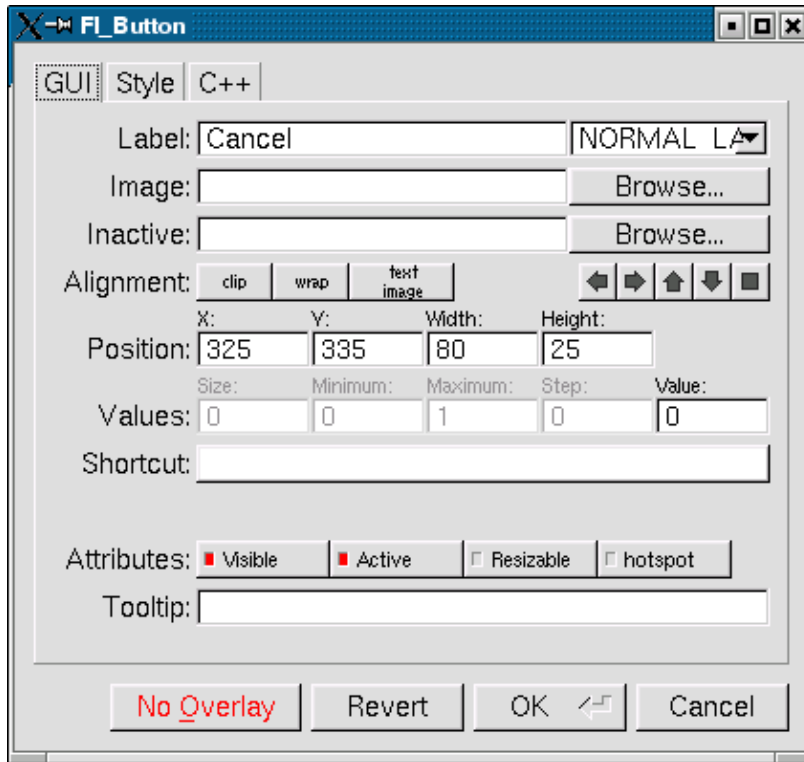 Fl_Button
GUI Style C++
Label: Cancel NORMAL LA
Image: Browse...
Inactive: Browse...
Alignment: clip wrap text image
X: Y: Width: Height:
Position: 325 335 80 25
Size: Minimum: Maximum: Step: Value:
Values: 0 0 1 0 0
Shortcut:
Attributes: Visible Active Resizable hotspot
Tooltip:
No Overlay Revert OK Cancel